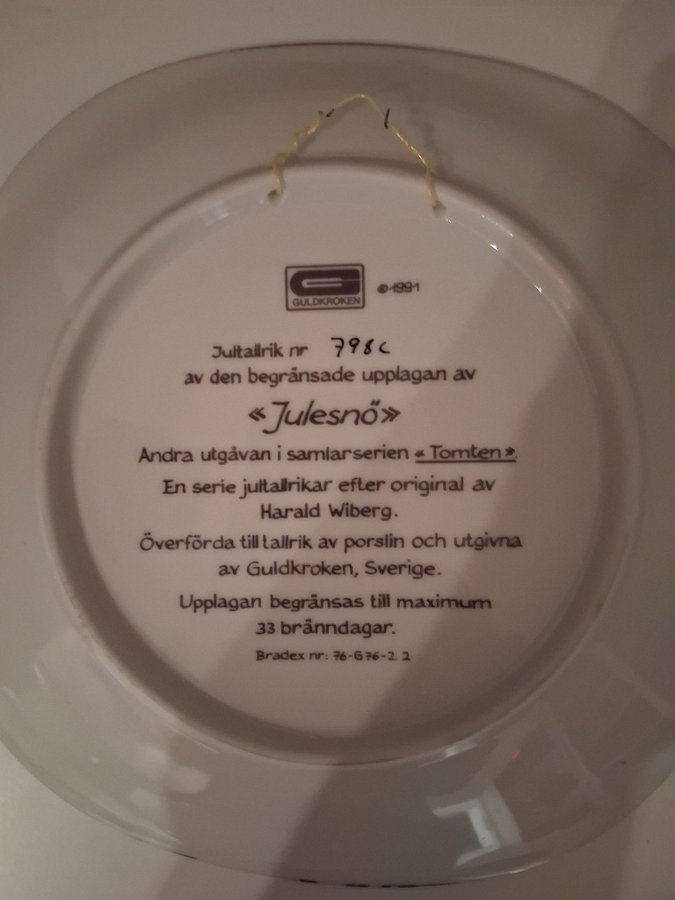 GULDKROKEN
© 1991
Jultallrik nr 798C
av den begränsade upplagan av
«Julesnö»
Andra utgåvan i samlarserien «Tomten».
En serie jultallrikar efter original av
Harald Wiberg.
Överförda till tallrik av porslin och utgivna
av Guldkroken, Sverige.
Upplagan begränsas till maximum
33 bränndagar.
Bradex nr: 76-G76-2.2